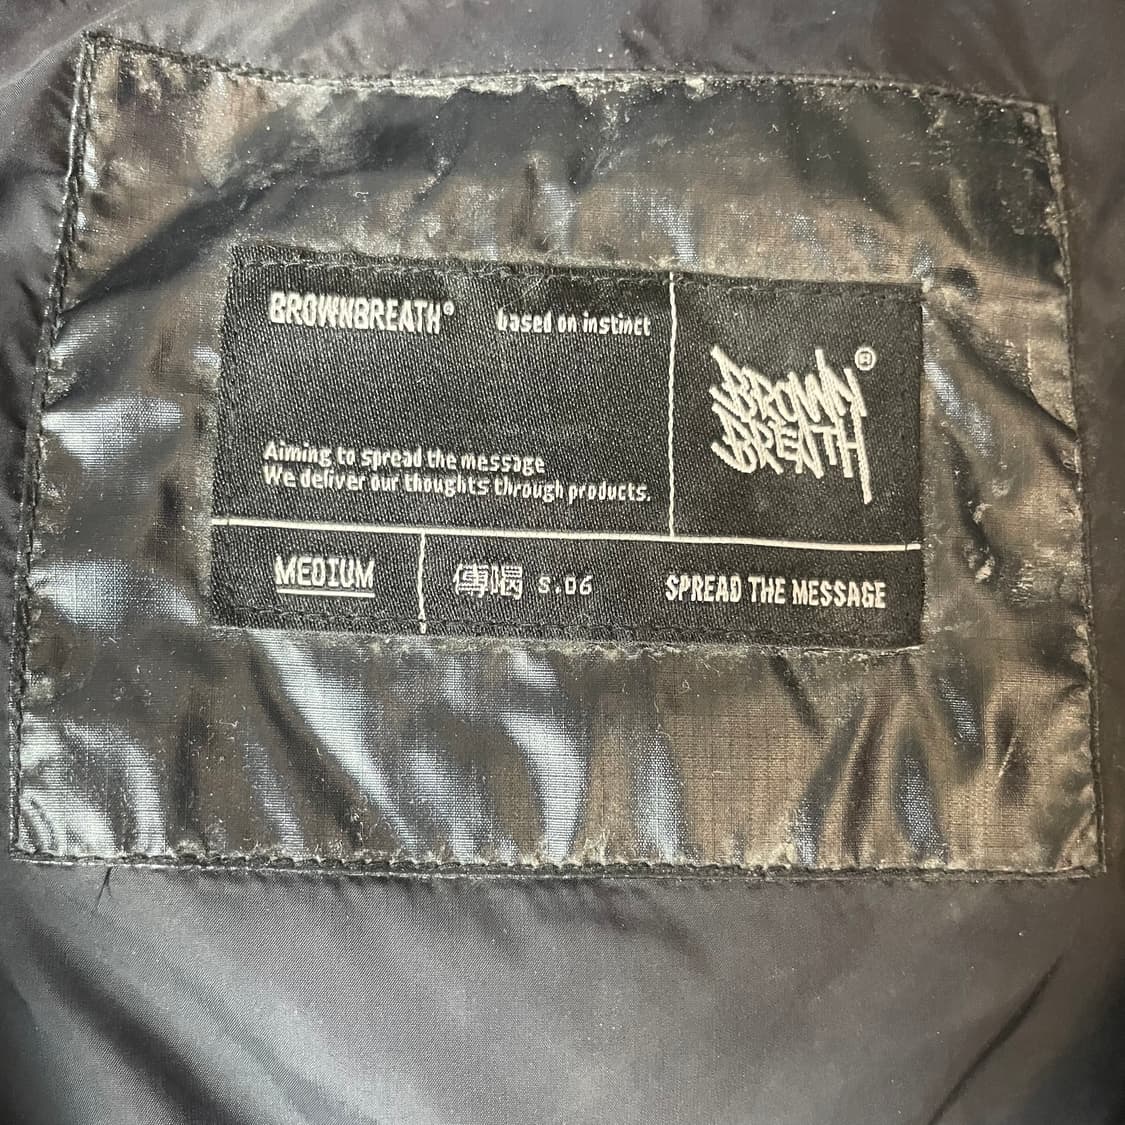 BROWNBREATH® based on instinct
Aiming to spread the message
We deliver our thoughts through products.
BROWN
BREATH®
MEDIUM
傳喝 S.06
SPREAD THE MESSAGE